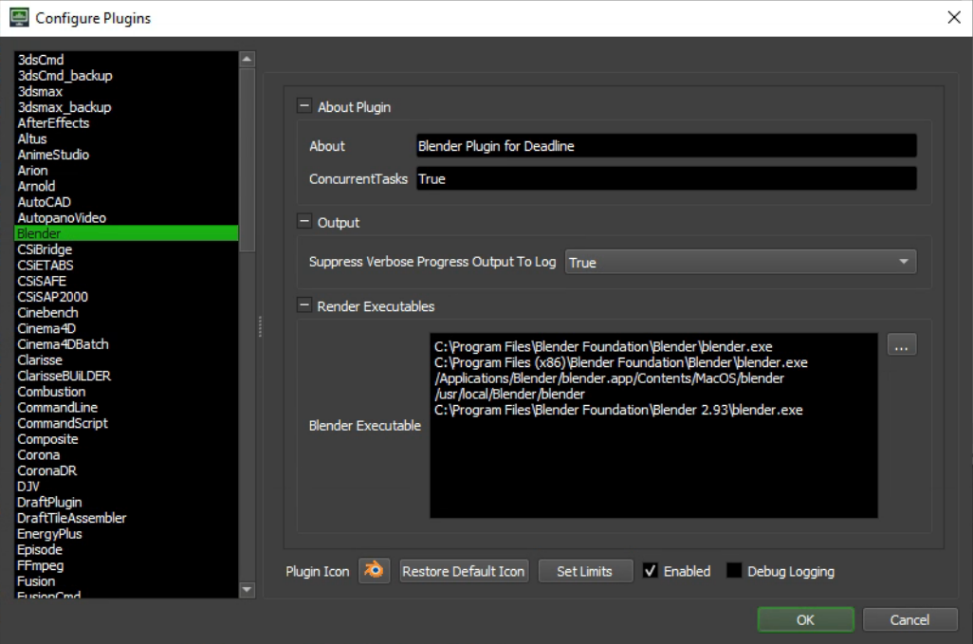 Configure Plugins
3dsCmd
3dsCmd_backup
3dsmax
3dsmax_backup
AfterEffects
Altus
AnimeStudio
Arion
Arnold
AutoCAD
AutopanoVideo
Blender
CSiBridge
CSiETABS
CSiSAFE
CSiSAP2000
Cinebench
Cinema4D
Cinema4DBatch
Clarisse
ClarisseBUiLDER
Combustion
CommandLine
CommandScript
Composite
Corona
CoronaDR
DJV
DraftPlugin
DraftTileAssembler
EnergyPlus
Episode
FFmpeg
Fusion
FusionCmd
About Plugin
About Blender Plugin for Deadline
ConcurrentTasks True
Output
Suppress Verbose Progress Output To Log True
Render Executables
Blender Executable
C:\Program Files\Blender Foundation\Blender\blender.exe
C:\Program Files (x86)\Blender Foundation\Blender\blender.exe
/Applications/Blender/blender.app/Contents/MacOS/blender
/usr/local/Blender/blender
C:\Program Files\Blender Foundation\Blender 2.93\blender.exe
...
Plugin Icon Restore Default Icon Set Limits Enabled Debug Logging
OK Cancel